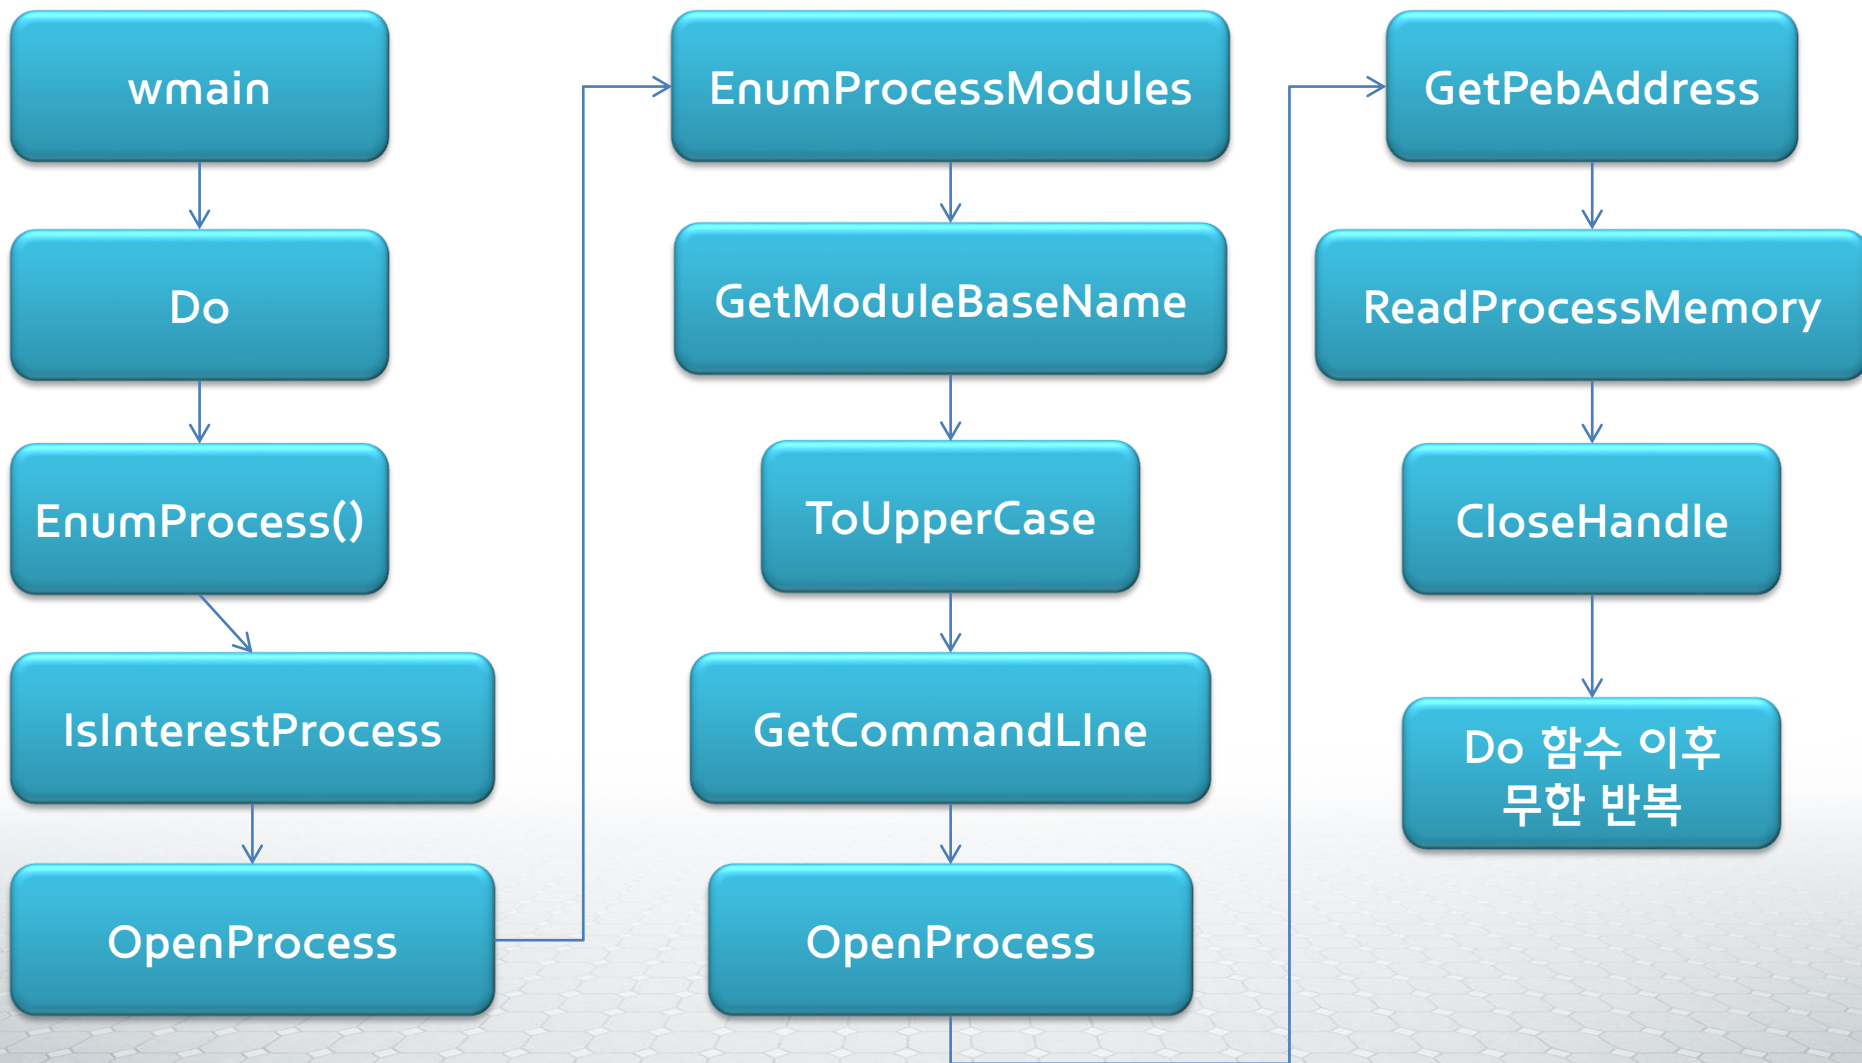 wmain
Do
EnumProcess()
IsInterestProcess
OpenProcess
EnumProcessModules
GetModuleBaseName
ToUpperCase
GetCommandLIne
OpenProcess
GetPebAddress
ReadProcessMemory
CloseHandle
Do 함수 이후
무한 반복